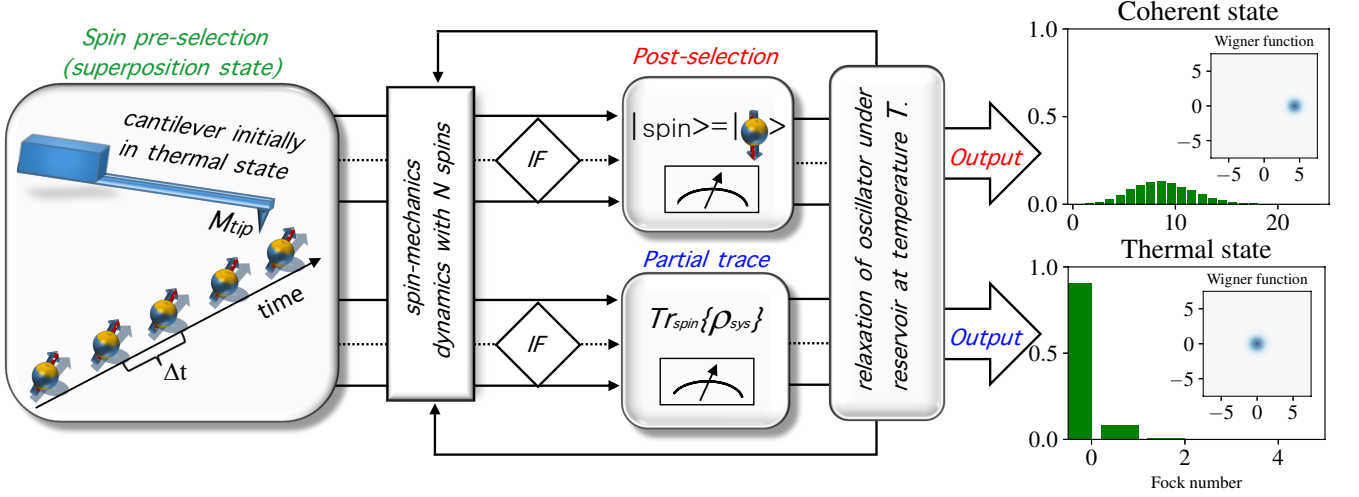 Spin pre-selection
(superposition state)
cantilever initially
in thermal state
Mtip
time
Δt
spin-mechanics
dynamics with N spins
IF
IF
Post-selection
|spin>=| >
Partial trace
Trspin{ρsys}
relaxation of oscillator under
reservoir at temperature T.
Output
Output
Coherent state
1.0
0.5
0.0
0
10
20
Wigner function
5
0
−5
−5
0
5
Thermal state
1.0
0.5
0.0
0
2
4
Fock number
Wigner function
5
0
−5
−5
0
5